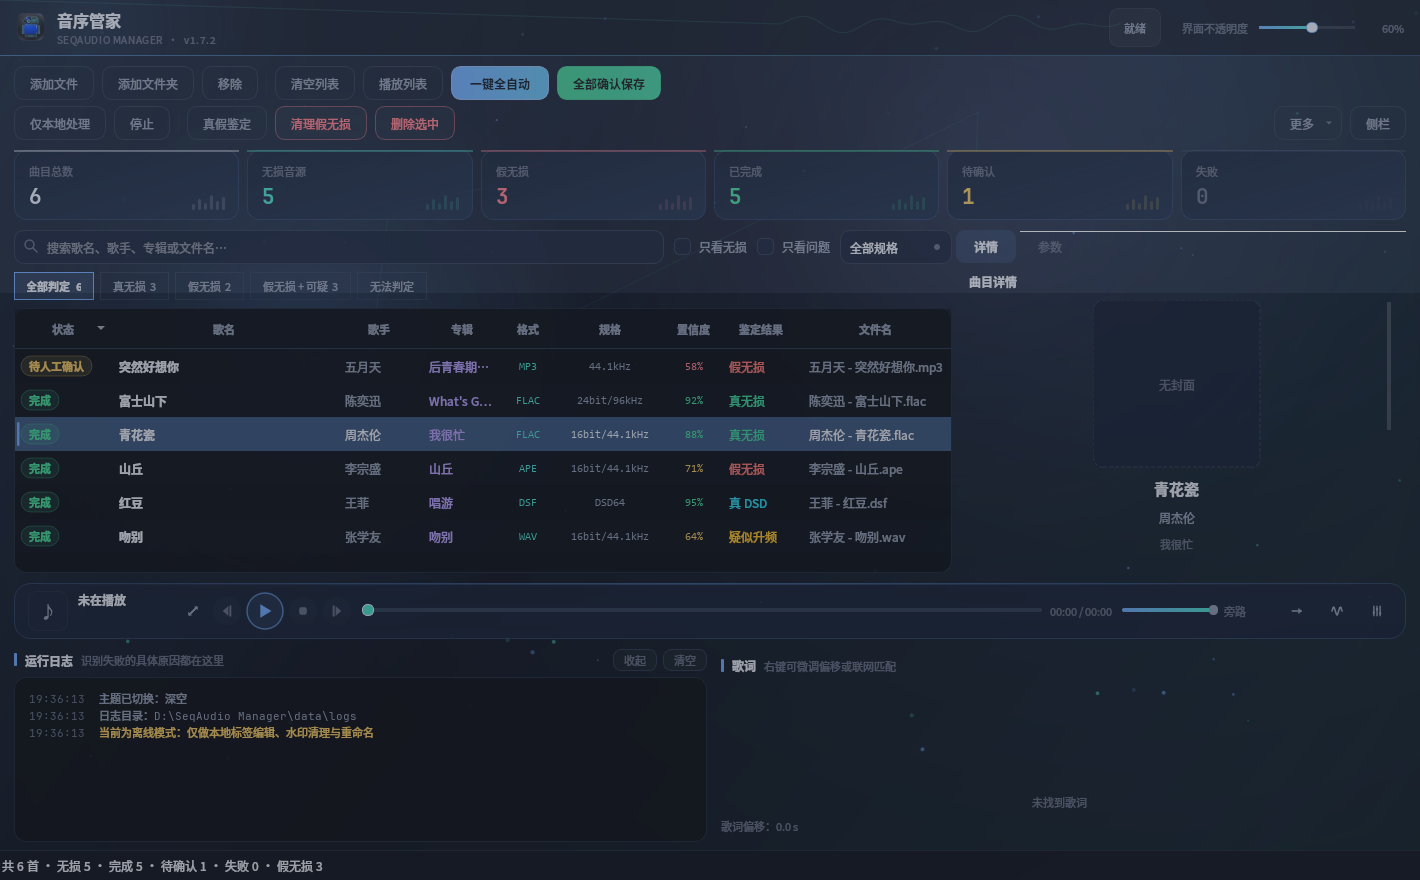 音序管家
SEQAUDIO MANAGER • v1.7.2
就绪
界面不透明度
60%
添加文件
添加文件夹
移除
清空列表
播放列表
一键全自动
全部确认保存
仅本地处理
停止
真假鉴定
清理假无损
删除选中
更多
侧栏
曲目总数
6
无损音源
5
假无损
3
已完成
5
待确认
1
失败
0
搜索歌名、歌手、专辑或文件名…
只看无损
只看问题
全部规格
详情
参数
全部判定 6
真无损 3
假无损 2
假无损+可疑 3
无法判定
曲目详情
状态 歌名 歌手 专辑 格式 规格 置信度 鉴定结果 文件名
待人工确认 突然好想你 五月天 后青春期… MP3 44.1kHz 58% 假无损 五月天 - 突然好想你.mp3
完成 富士山下 陈奕迅 What's G… FLAC 24bit/96kHz 92% 真无损 陈奕迅 - 富士山下.flac
完成 青花瓷 周杰伦 我很忙 FLAC 16bit/44.1kHz 88% 真无损 周杰伦 - 青花瓷.flac
完成 山丘 李宗盛 山丘 APE 16bit/44.1kHz 71% 假无损 李宗盛 - 山丘.ape
完成 红豆 王菲 唱游 DSF DSD64 95% 真 DSD 王菲 - 红豆.dsf
完成 吻别 张学友 吻别 WAV 16bit/44.1kHz 64% 疑似升频 张学友 - 吻别.wav
无封面
青花瓷
周杰伦
我很忙
未在播放
00:00 / 00:00
旁路
运行日志 识别失败的具体原因都在这里
收起
清空
19:36:13 主题已切换：深空
19:36:13 日志目录：D:\SeqAudio Manager\data\logs
19:36:13 当前为离线模式：仅做本地标签编辑、水印清理与重命名
歌词 右键可微调偏移或联网匹配
未找到歌词
歌词偏移：0.0 s
共 6 首 • 无损 5 • 完成 5 • 待确认 1 • 失败 0 • 假无损 3